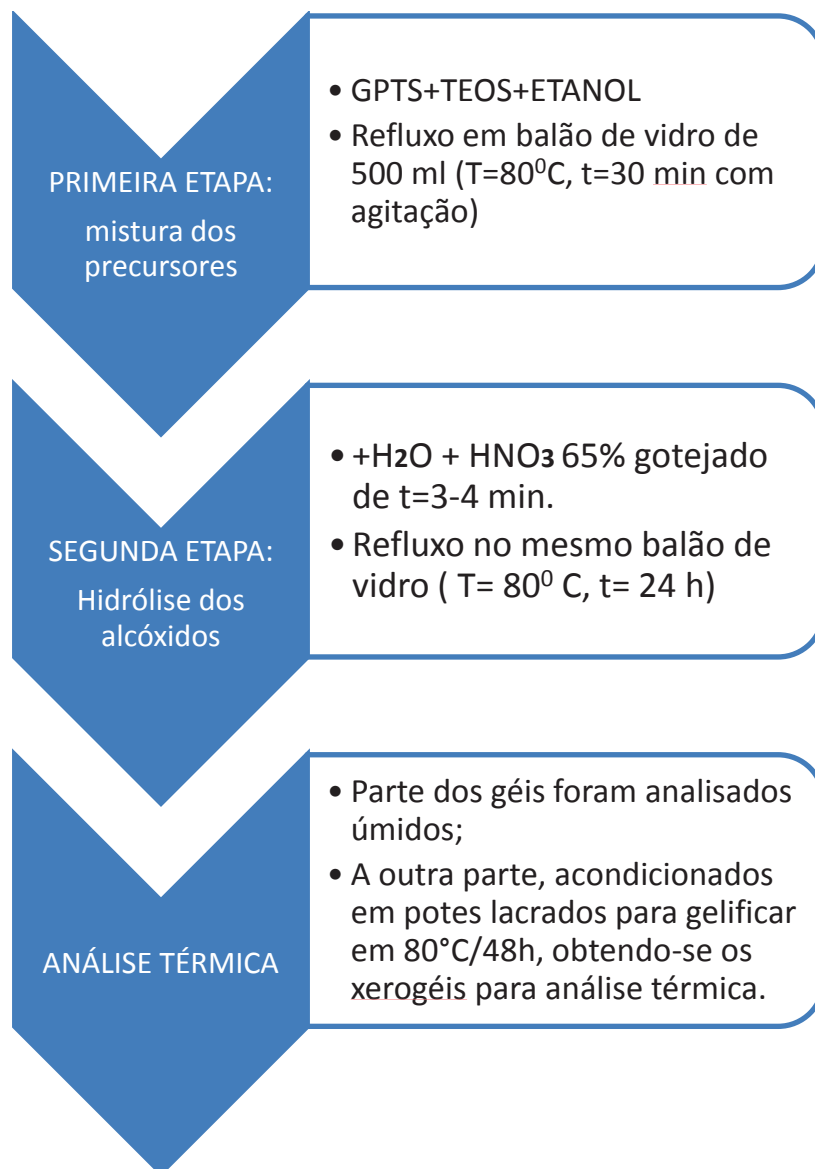 PRIMEIRA ETAPA:
mistura dos
precursores
• GPTS+TEOS+ETANOL
• Refluxo em balão de vidro de
500 ml (T=80⁰C, t=30 min com
agitação)
SEGUNDA ETAPA:
Hidrólise dos
alcóxidos
• +H2O + HNO3 65% gotejado
de t=3-4 min.
• Refluxo no mesmo balão de
vidro ( T= 80⁰ C, t= 24 h)
ANÁLISE TÉRMICA
• Parte dos géis foram analisados
úmidos;
• A outra parte, acondicionados
em potes lacrados para gelificar
em 80°C/48h, obtendo-se os
xerogéis para análise térmica.